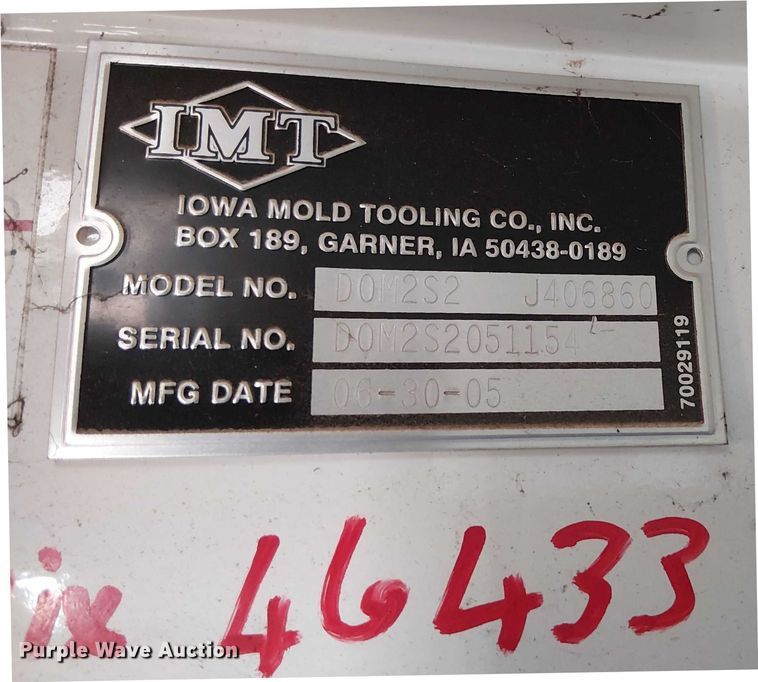 IMT
IOWA MOLD TOOLING CO., INC.
BOX 189, GARNER, IA 50438-0189
MODEL NO. DOM2S2 J406860
SERIAL NO. DOM2S2051154
MFG DATE 06-30-05
70029119
46433
Purple Wave Auction